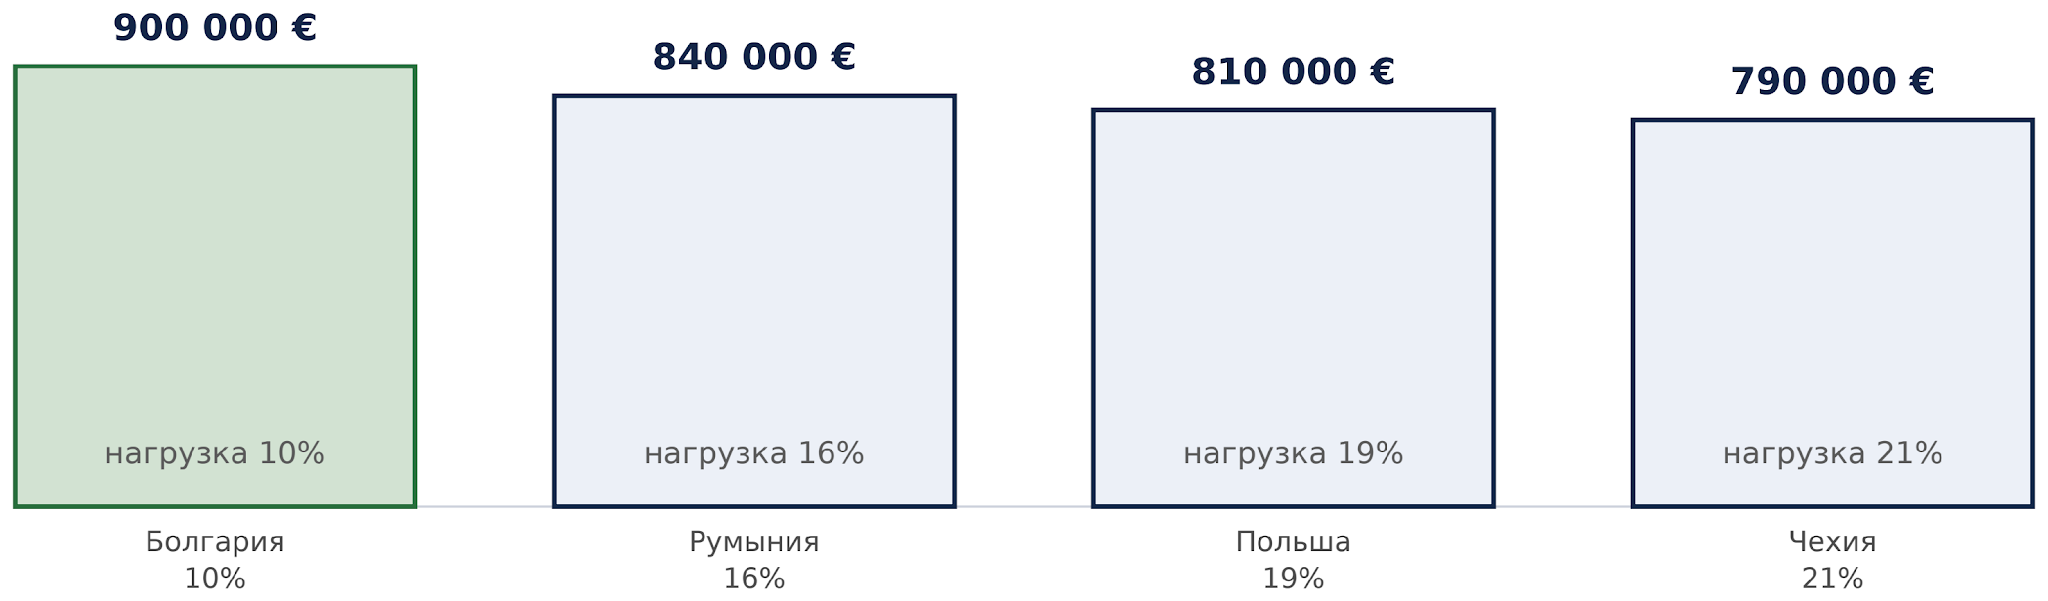 900 000 €
840 000 €
810 000 €
790 000 €
нагрузка 10%
нагрузка 16%
нагрузка 19%
нагрузка 21%
Болгария
10%
Румыния
16%
Польша
19%
Чехия
21%